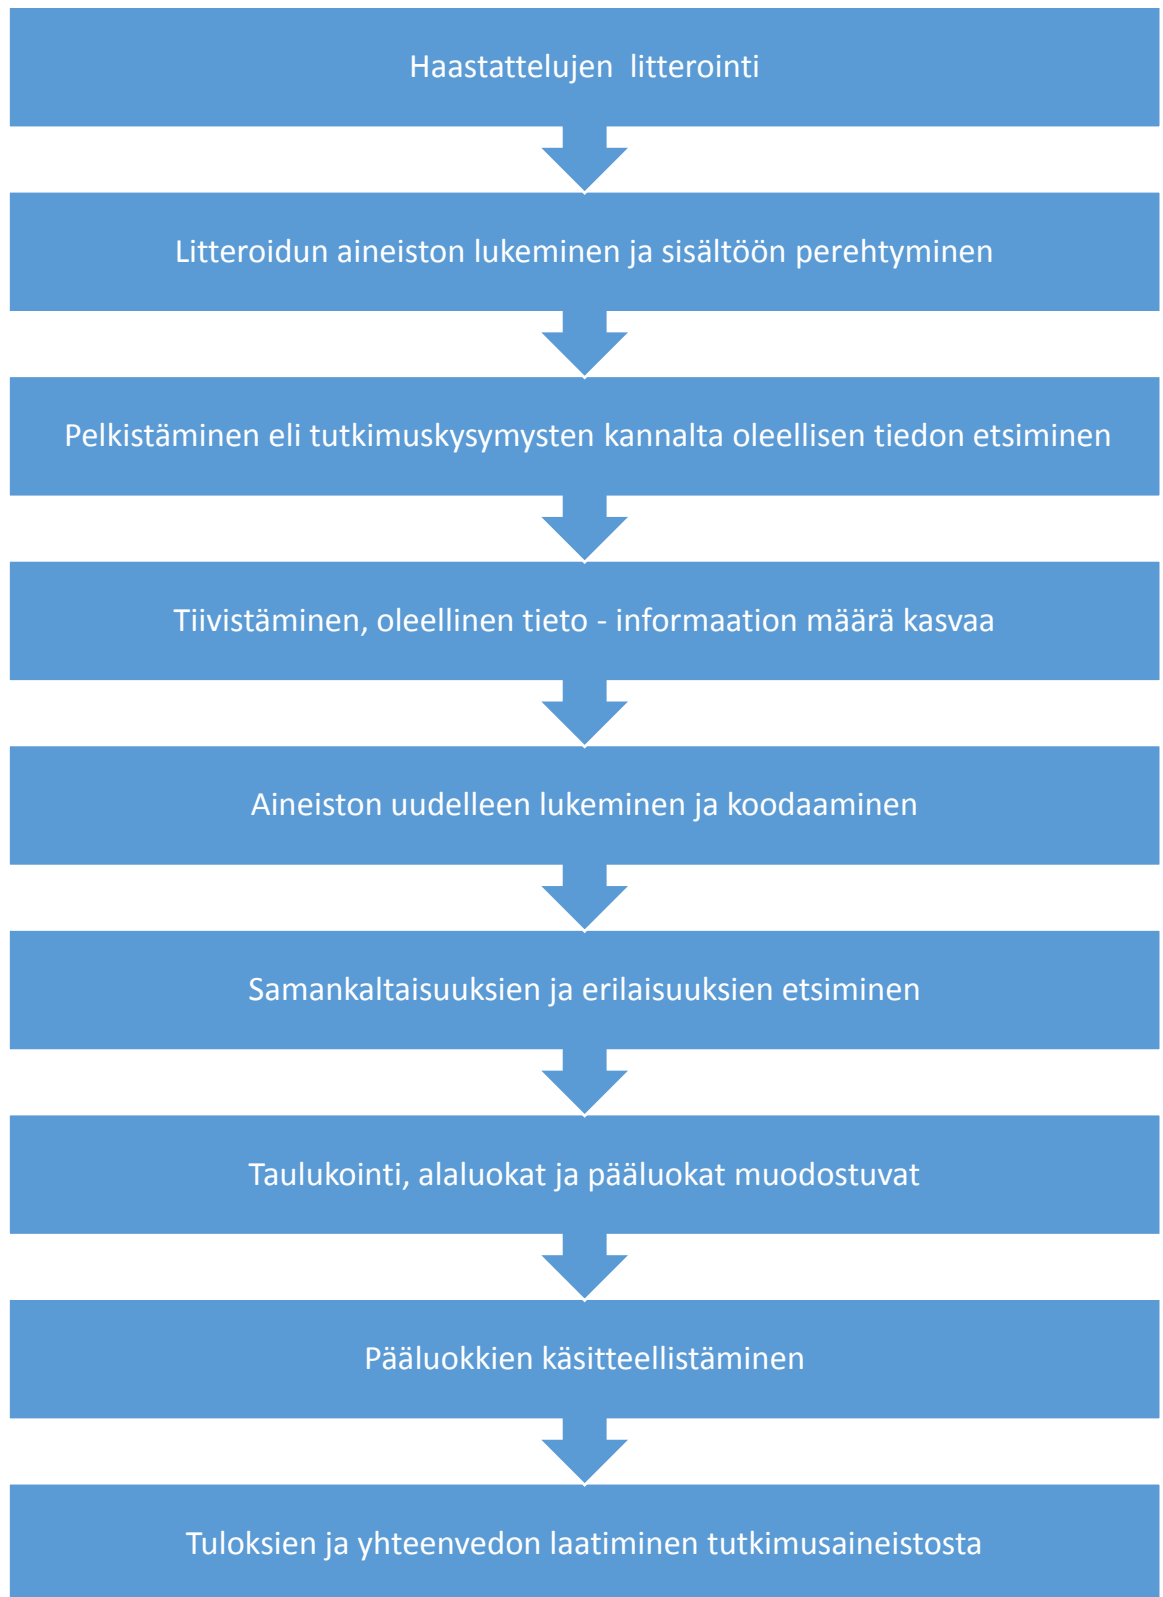 Haastattelujen  litterointi
Litteroidun aineiston lukeminen ja sisältöön perehtyminen
Pelkistäminen eli tutkimuskysymysten kannalta oleellisen tiedon etsiminen
Tiivistäminen, oleellinen tieto - informaation määrä kasvaa
Aineiston uudelleen lukeminen ja koodaaminen
Samankaltaisuuksien ja erilaisuuksien etsiminen
Taulukointi, alaluokat ja pääluokat muodostuvat
Pääluokkien käsitteellistäminen
Tuloksien ja yhteenvedon laatiminen tutkimusaineistosta